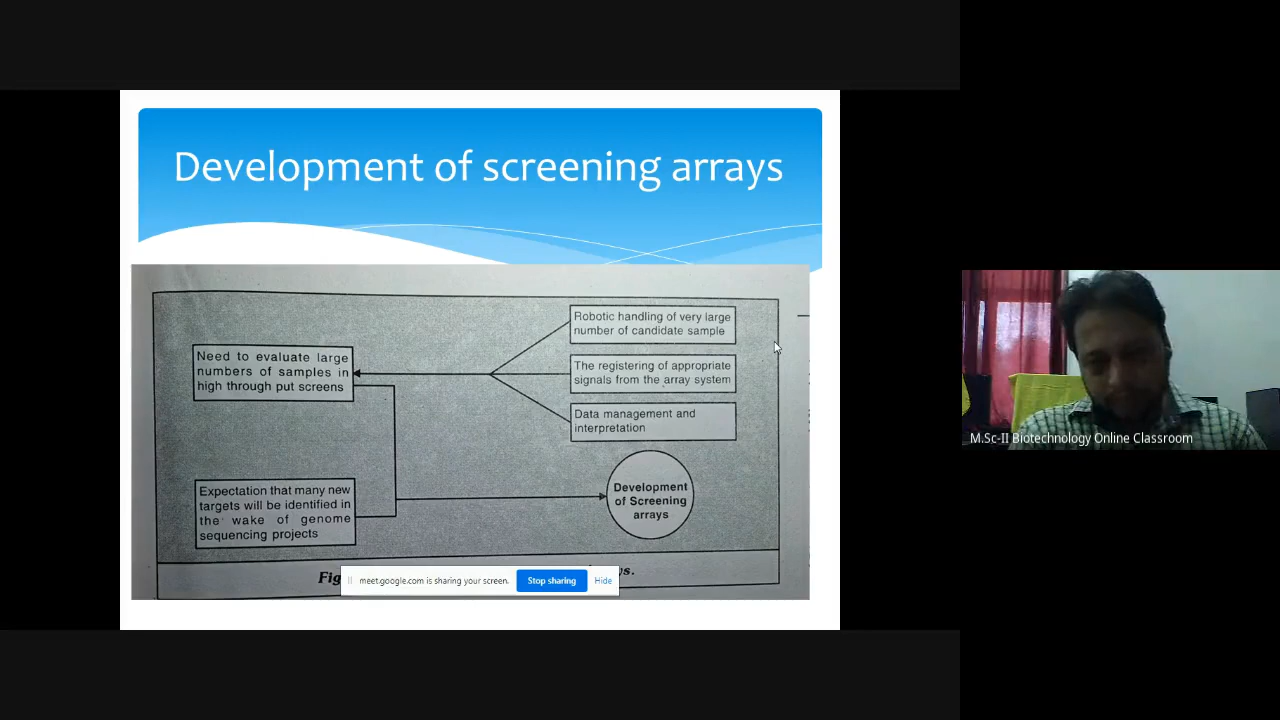 Development of screening arrays
Robotic handling of very large
number of candidate sample
Need to evaluate large
numbers of samples in
high through put screens
The registering of appropriate
signals from the array system
Data management and
interpretation
Expectation that many new
targets will be identified in
the wake of genome
sequencing projects
Development
of Screening
arrays
meet.google.com is sharing your screen.
Stop sharing
Hide
M.Sc-II Biotechnology Online Classroom